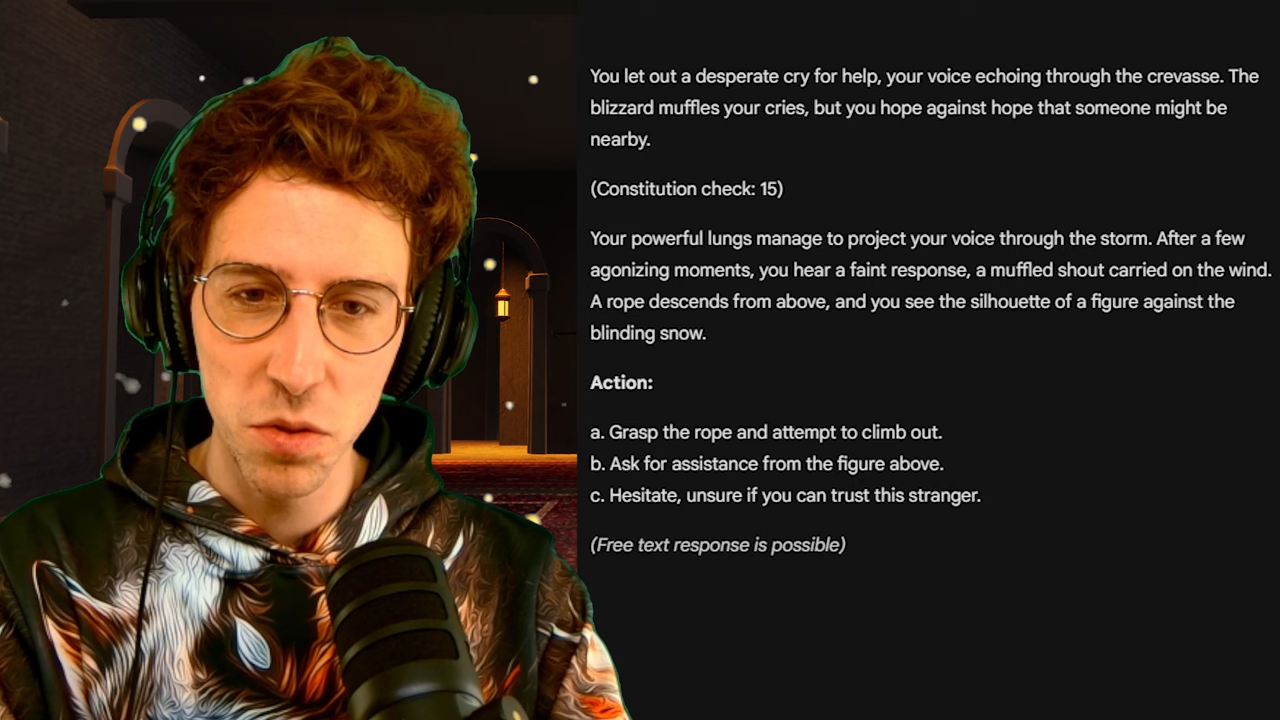 You let out a desperate cry for help, your voice echoing through the crevasse. The
blizzard muffles your cries, but you hope against hope that someone might be
nearby.
(Constitution check: 15)
Your powerful lungs manage to project your voice through the storm. After a few
agonizing moments, you hear a faint response, a muffled shout carried on the wind.
A rope descends from above, and you see the silhouette of a figure against the
blinding snow.
Action:
a. Grasp the rope and attempt to climb out.
b. Ask for assistance from the figure above.
c. Hesitate, unsure if you can trust this stranger.
(Free text response is possible)